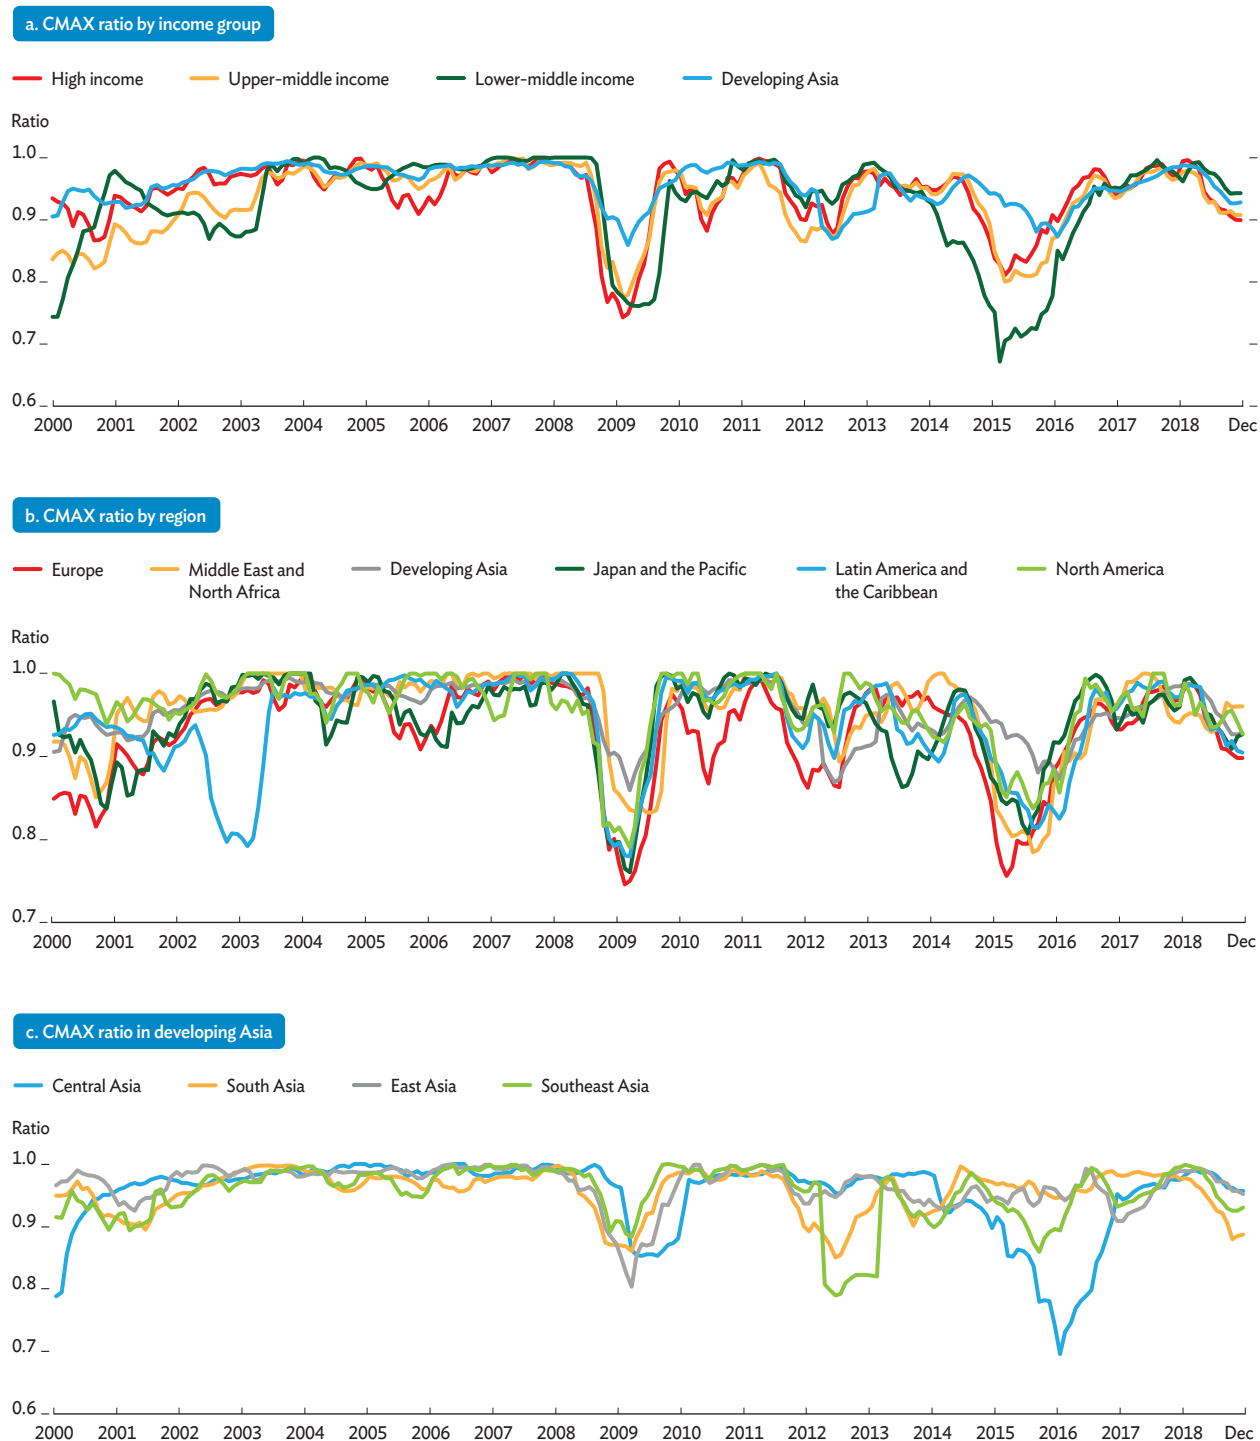 a. CMAX ratio by income group
High income Upper-middle income Lower-middle income Developing Asia
Ratio
1.0
0.9
0.8
0.7
0.6
2000 2001 2002 2003 2004 2005 2006 2007 2008 2009 2010 2011 2012 2013 2014 2015 2016 2017 2018 Dec
b. CMAX ratio by region
Europe Middle East and North Africa Developing Asia Japan and the Pacific Latin America and the Caribbean North America
Ratio
1.0
0.9
0.8
0.7
2000 2001 2002 2003 2004 2005 2006 2007 2008 2009 2010 2011 2012 2013 2014 2015 2016 2017 2018 Dec
c. CMAX ratio in developing Asia
Central Asia South Asia East Asia Southeast Asia
Ratio
1.0
0.9
0.8
0.7
0.6
2000 2001 2002 2003 2004 2005 2006 2007 2008 2009 2010 2011 2012 2013 2014 2015 2016 2017 2018 Dec